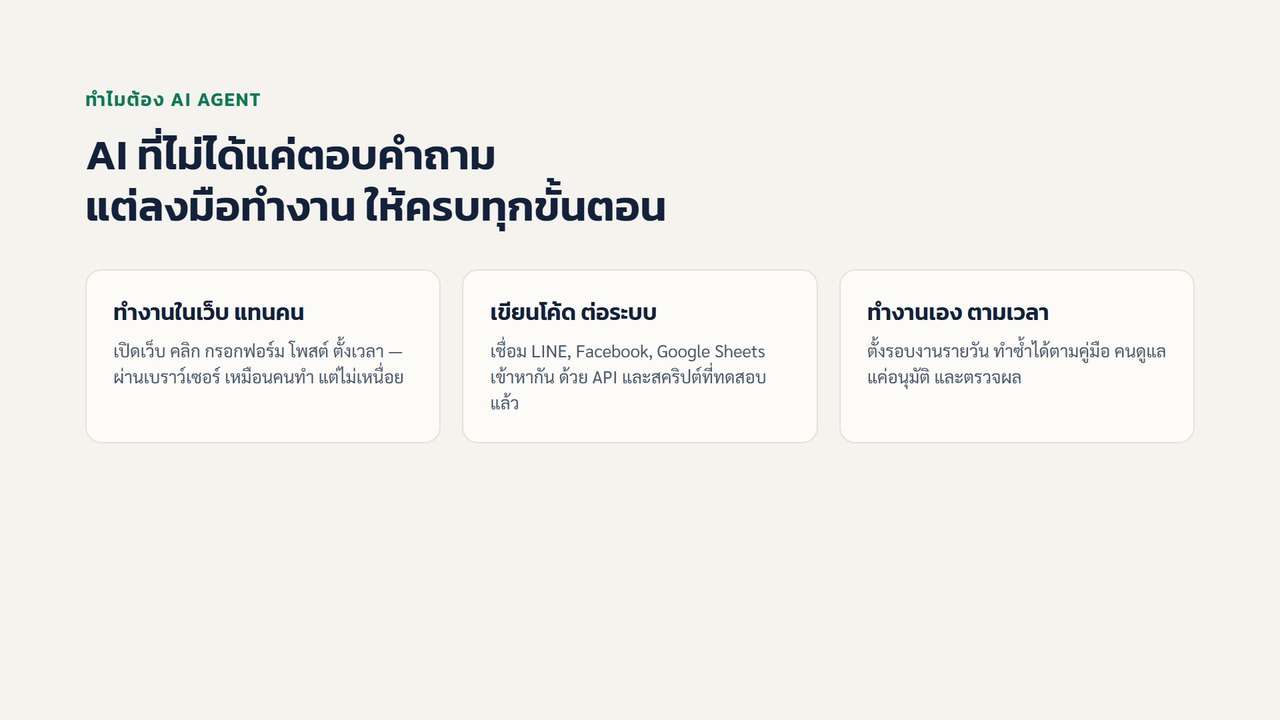 ทำไมต้อง AI AGENT
AI ที่ไม่ได้แค่ตอบคำถาม
แต่ลงมือทำงาน ให้ครบทุกขั้นตอน
ทำงานในเว็บ แทนคน
เปิดเว็บ คลิก กรอกฟอร์ม โพสต์ ตั้งเวลา —
ผ่านเบราว์เซอร์ เหมือนคนทำ แต่ไม่เหนื่อย
เขียนโค้ด ต่อระบบ
เชื่อม LINE, Facebook, Google Sheets
เข้าหากัน ด้วย API และสคริปต์ที่ทดสอบ
แล้ว
ทำงานเอง ตามเวลา
ตั้งรอบงานรายวัน ทำซ้ำได้ตามคู่มือ คนดูแล
แค่อนุมัติ และตรวจผล